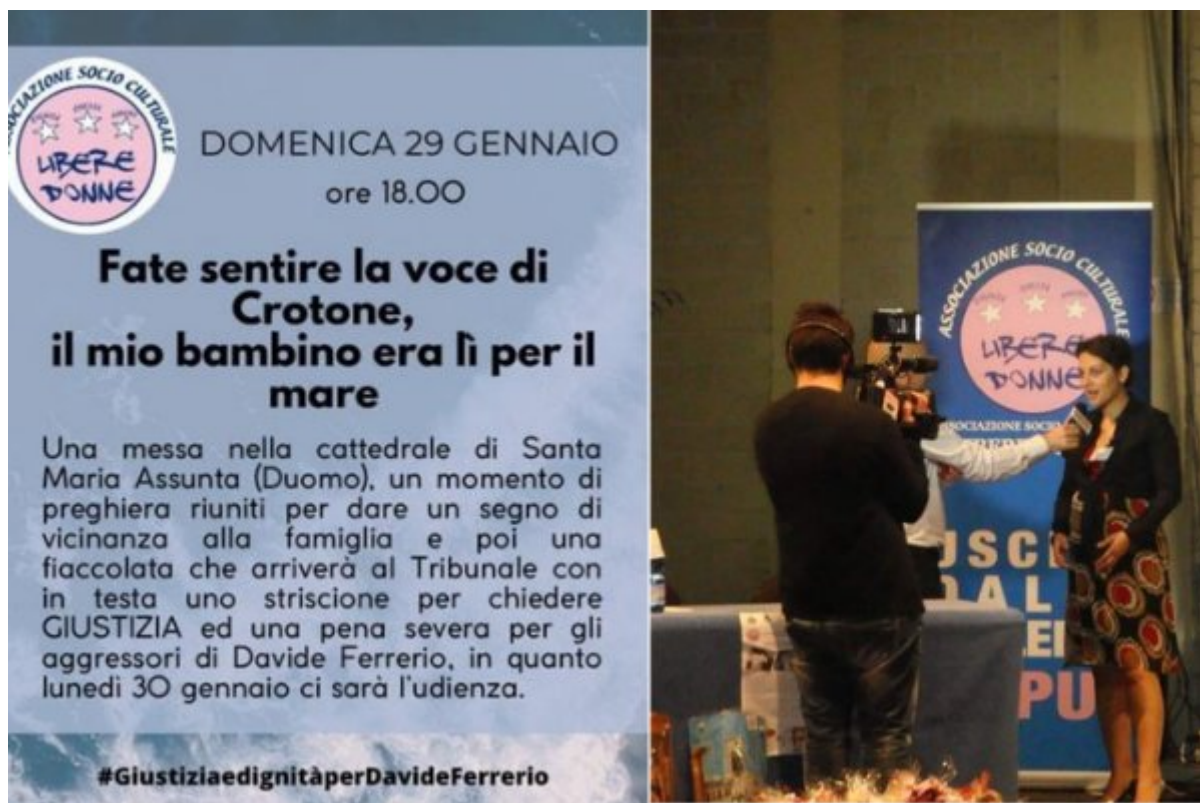 ASSOCIAZIONE SOCIO CULTURALE
LIBERE
DONNE
DOMENICA 29 GENNAIO
ore 18.00
Fate sentire la voce di
Crotone,
il mio bambino era lì per il
mare
Una messa nella cattedrale di Santa
Maria Assunta (Duomo), un momento di
preghiera riuniti per dare un segno di
vicinanza alla famiglia e poi una
fiaccolata che arriverà al Tribunale con
in testa uno striscione per chiedere
GIUSTIZIA ed una pena severa per gli
aggressori di Davide Ferrerio, in quanto
lunedì 30 gennaio ci sarà l'udienza.
#GiustiziaedignitàperDavideFerrerio
ASSOCIAZIONE SOCIO CULTURALE
LIBERE
DONNE